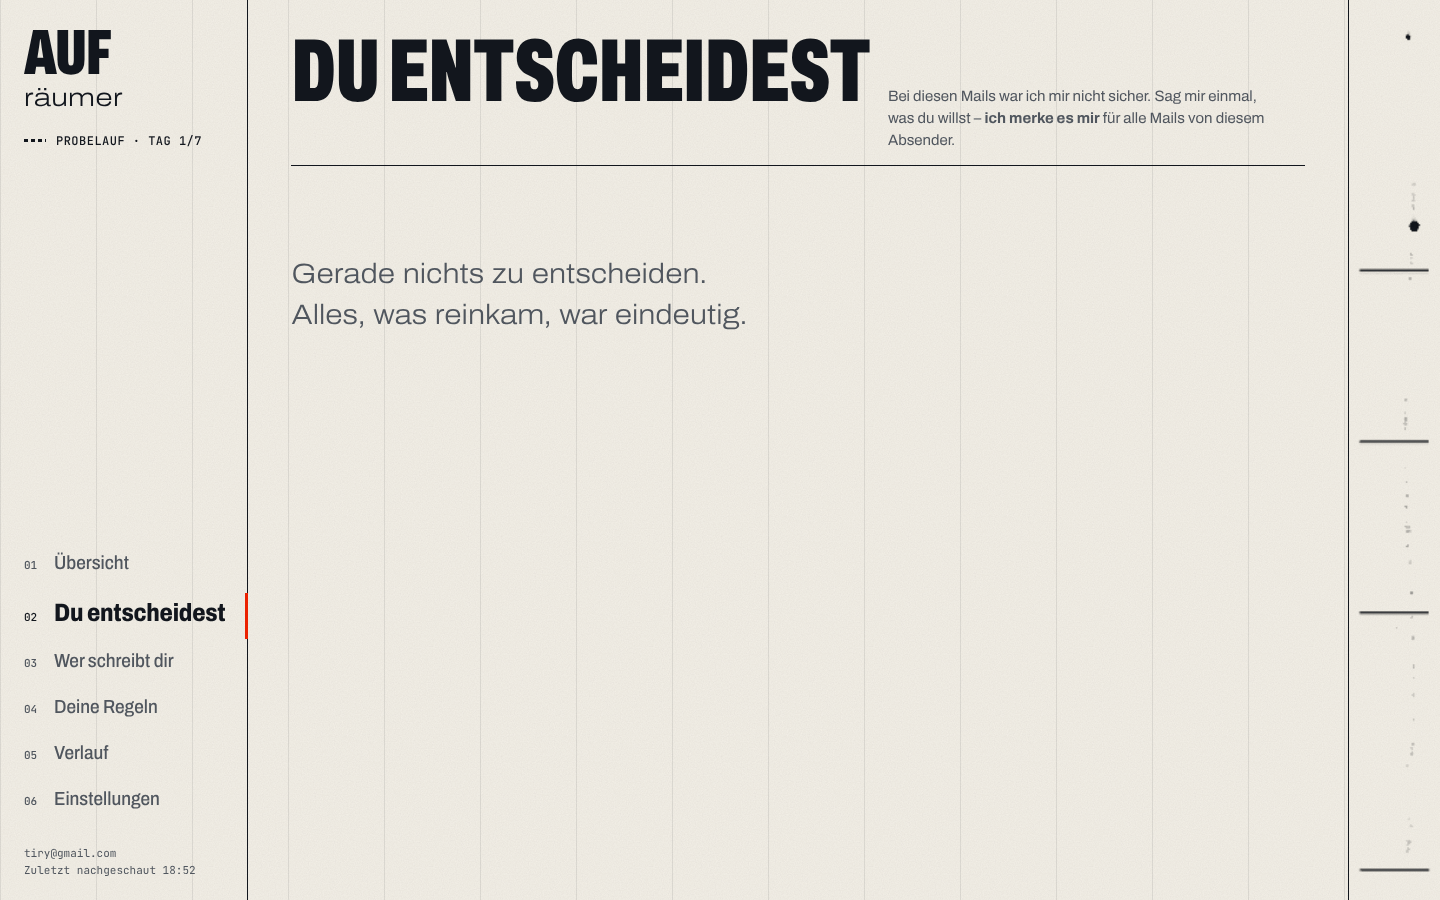 AUF
räumer
PROBELAUF · TAG 1/7
DU ENTSCHEIDEST
Bei diesen Mails war ich mir nicht sicher. Sag mir einmal,
was du willst – ich merke es mir für alle Mails von diesem
Absender.
Gerade nichts zu entscheiden.
Alles, was reinkam, war eindeutig.
01 Übersicht
02 Du entscheidest
03 Wer schreibt dir
04 Deine Regeln
05 Verlauf
06 Einstellungen
tiry@gmail.com
Zuletzt nachgeschaut 18:52